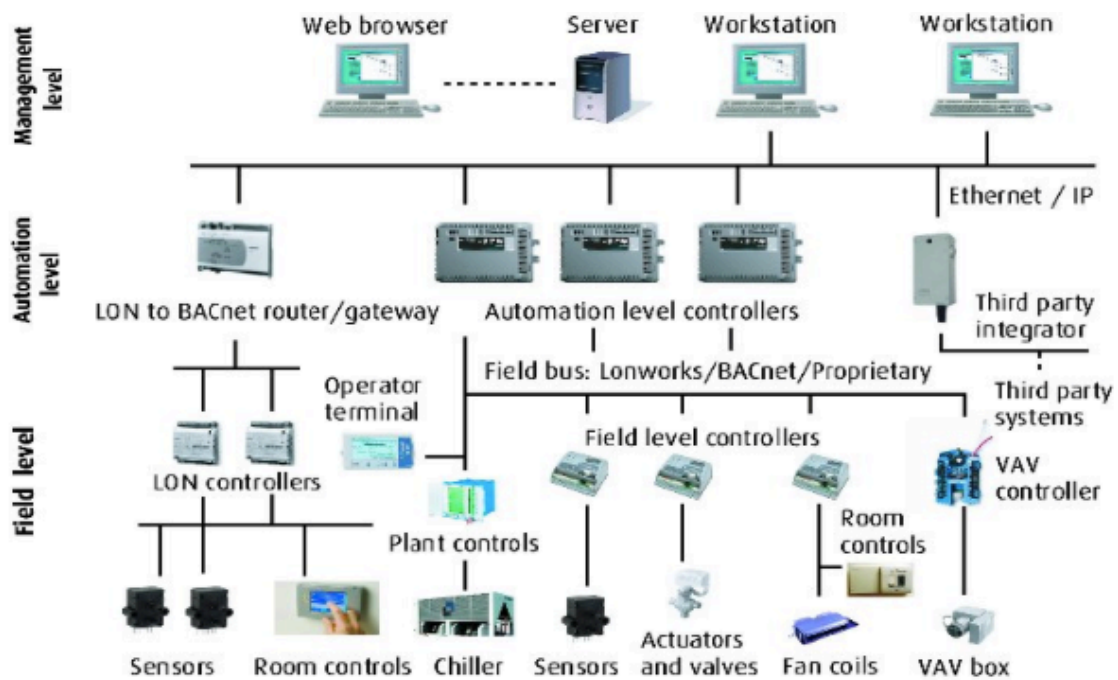 Web browser
Server
Workstation
Workstation
Management
level
Ethernet / IP
Automation
level
LON to BACnet router/gateway
Automation level controllers
Third party
integrator
Field bus: Lonworks/BACnet/Proprietary
Operator
terminal
Third party
systems
Field level
Field level controllers
LON controllers
VAV
controller
Plant controls
Room
controls
Sensors
Room controls
Chiller
Sensors
Actuators
and valves
Fan coils
VAV box